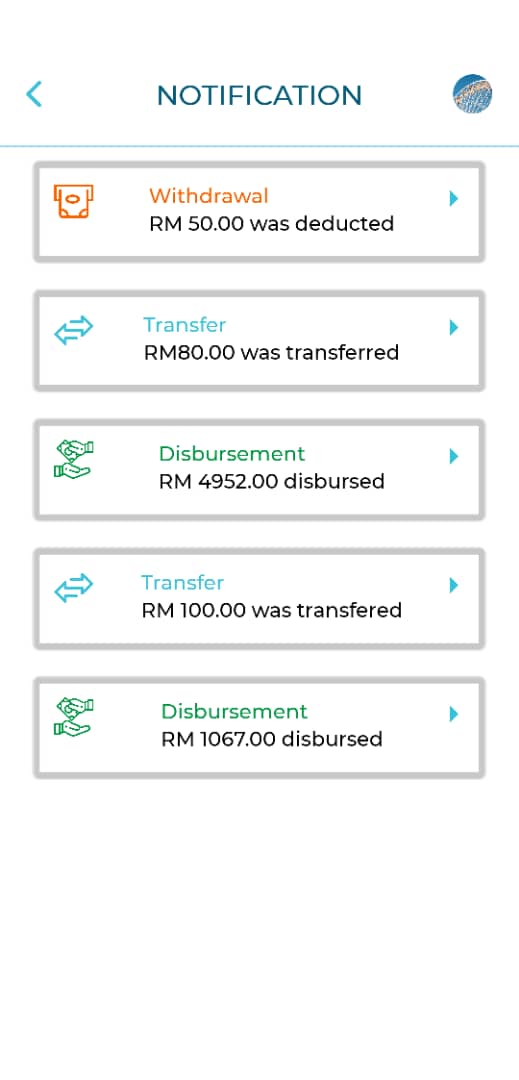 NOTIFICATION
Withdrawal
RM 50.00 was deducted
Transfer
RM80.00 was transferred
Disbursement
RM 4952.00 disbursed
Transfer
RM 100.00 was transfered
Disbursement
RM 1067.00 disbursed